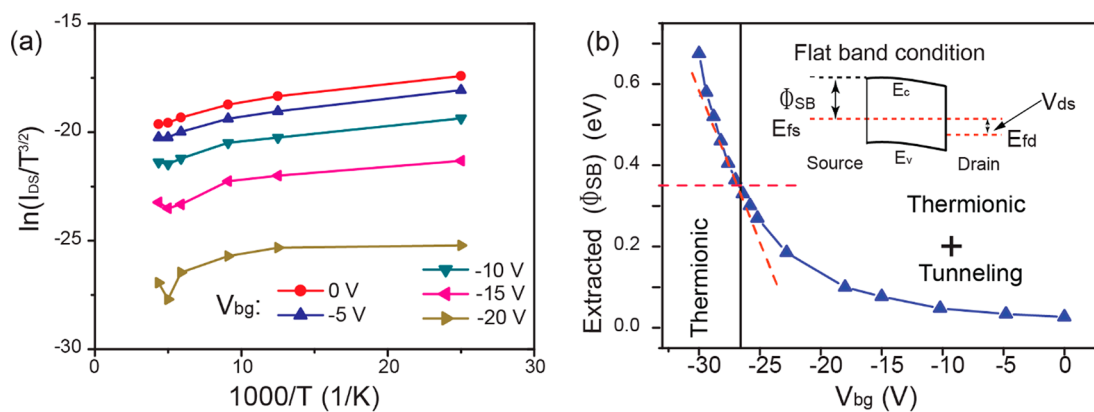 (a)
-15
-20
-25
-30
ln(I_DS/T^3/2)
0 10 20 30
1000/T (1/K)
V_bg:
0 V
-5 V
-10 V
-15 V
-20 V
(b)
0.6
0.4
0.2
0.0
Extracted (Φ_SB) (eV)
-30 -25 -20 -15 -10 -5 0
V_bg (V)
Flat band condition
Φ_SB
E_c
E_fs
E_v
V_ds
E_fd
Source
Drain
Thermionic
Thermionic
+
Tunneling